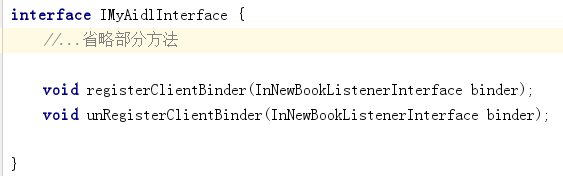 interface IMyAidlInterface {
//...省略部分方法
void registerClientBinder(InNewBookListenerInterface binder);
void unRegisterClientBinder(InNewBookListenerInterface binder);
}